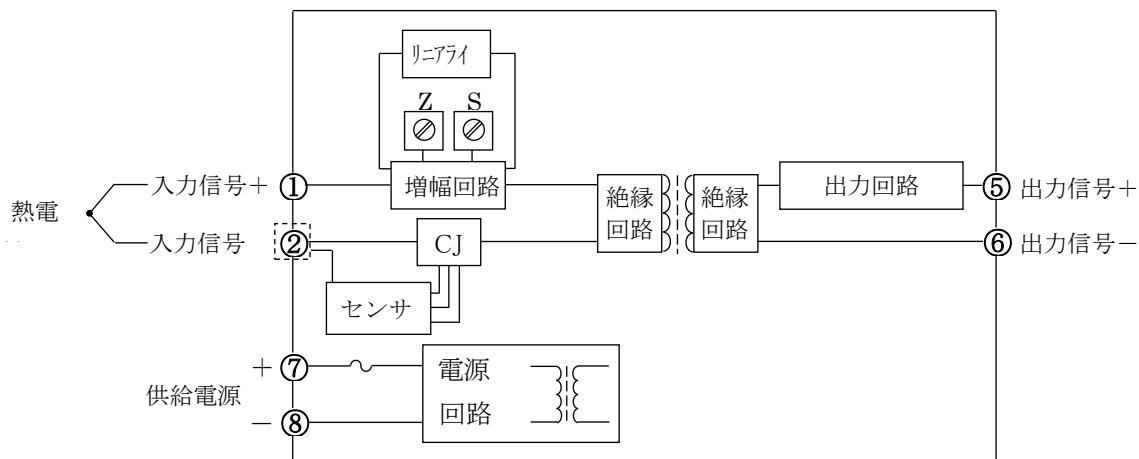 リニアライ
Z S
入力信号+ ① 増幅回路 絶縁回路 絶縁回路 出力回路 ⑤ 出力信号+
熱電
入力信号 ② CJ ⑥ 出力信号-
センサ
+ ⑦ 電源回路
供給電源
- ⑧